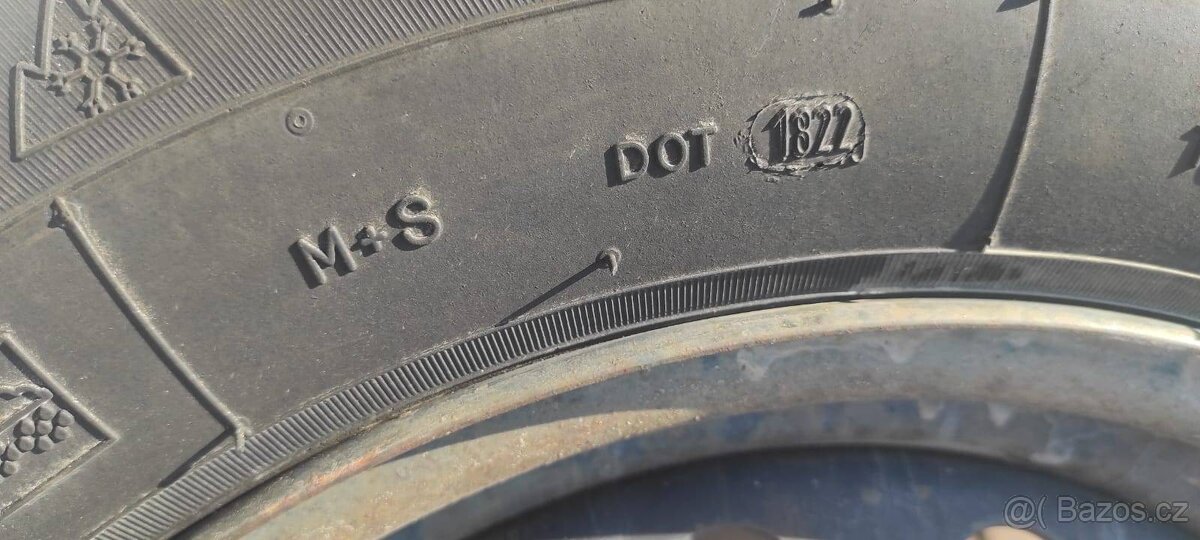 DOT 1822
M+S
@ Bazos.cz